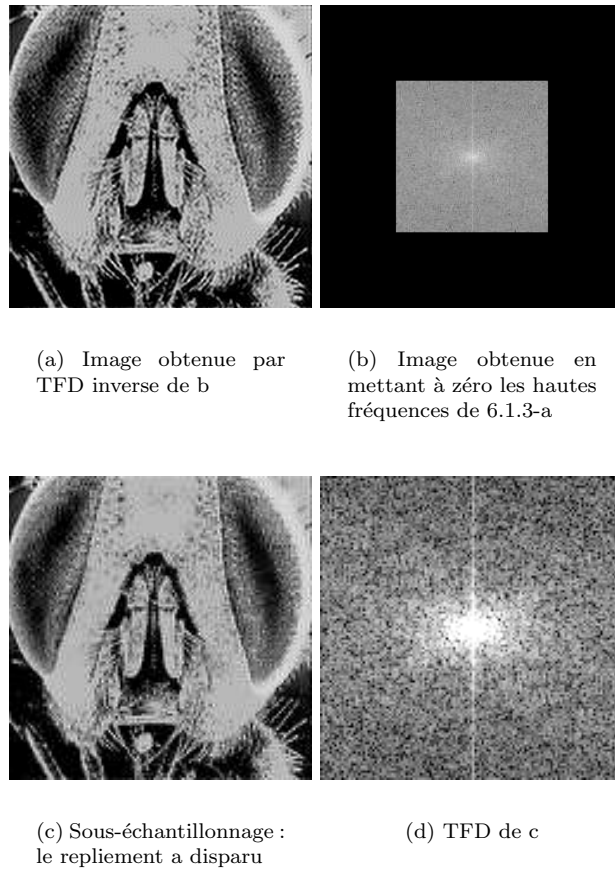 (a) Image obtenue par
TFD inverse de b
(b) Image obtenue en
mettant à zéro les hautes
fréquences de 6.1.3-a
(c) Sous-échantillonnage :
le repliement a disparu
(d) TFD de c